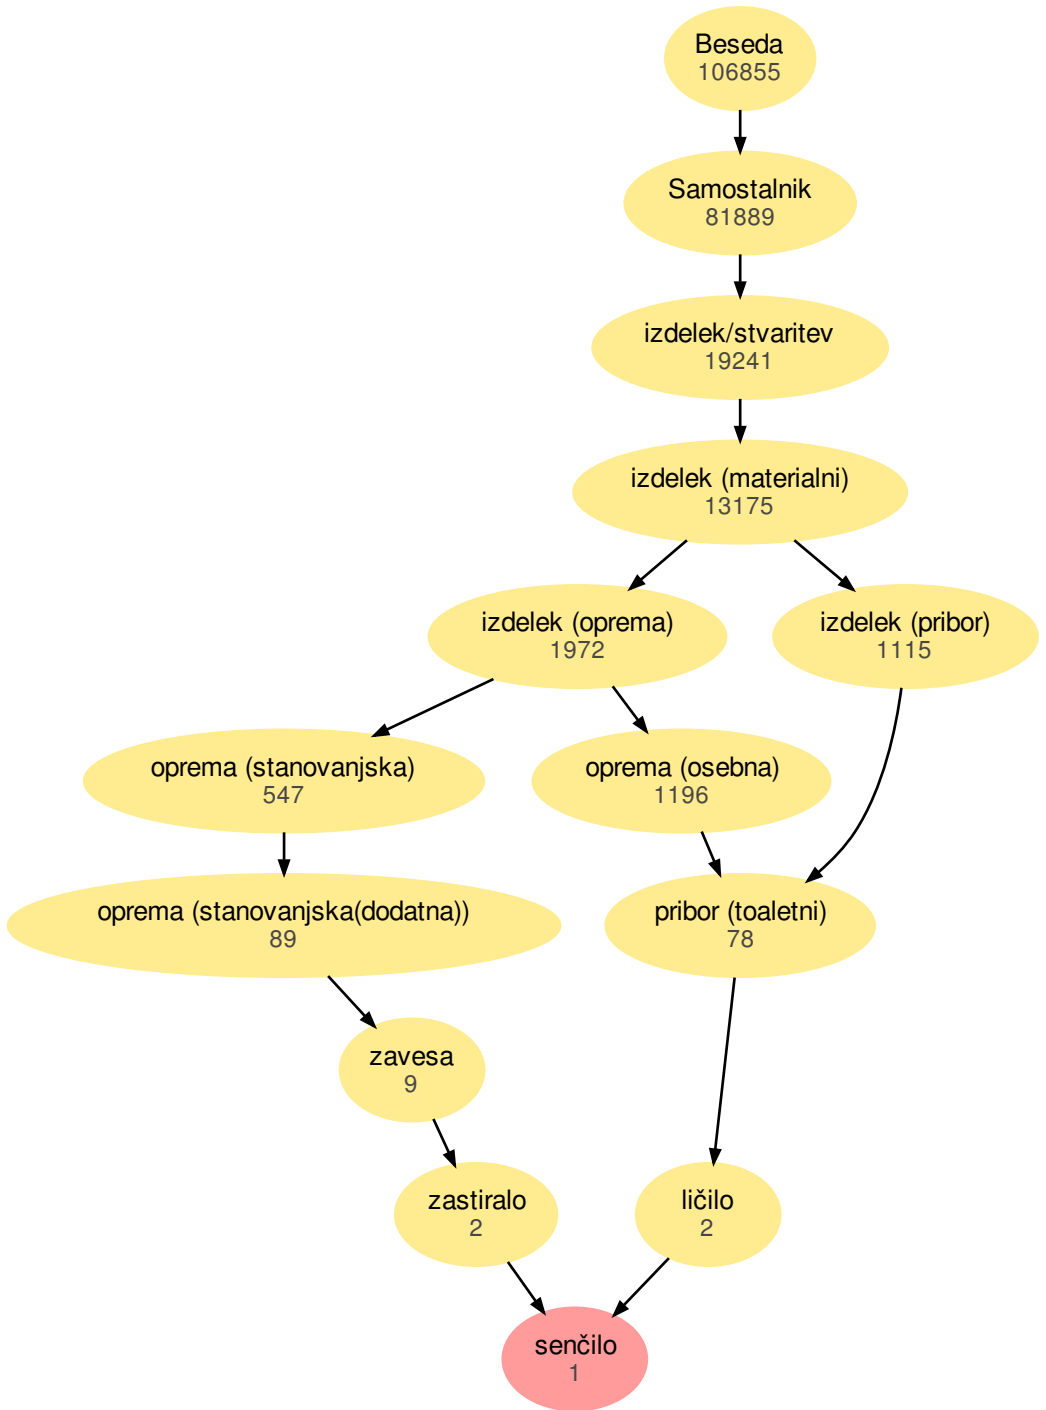 Beseda
106855
Samostalnik
81889
izdelek/stvaritev
19241
izdelek (materialni)
13175
izdelek (oprema)
1972
izdelek (pribor)
1115
oprema (stanovanjska)
547
oprema (osebna)
1196
oprema (stanovanjska(dodatna))
89
pribor (toaletni)
78
zavesa
9
zastiralo
2
ličilo
2
senčilo
1